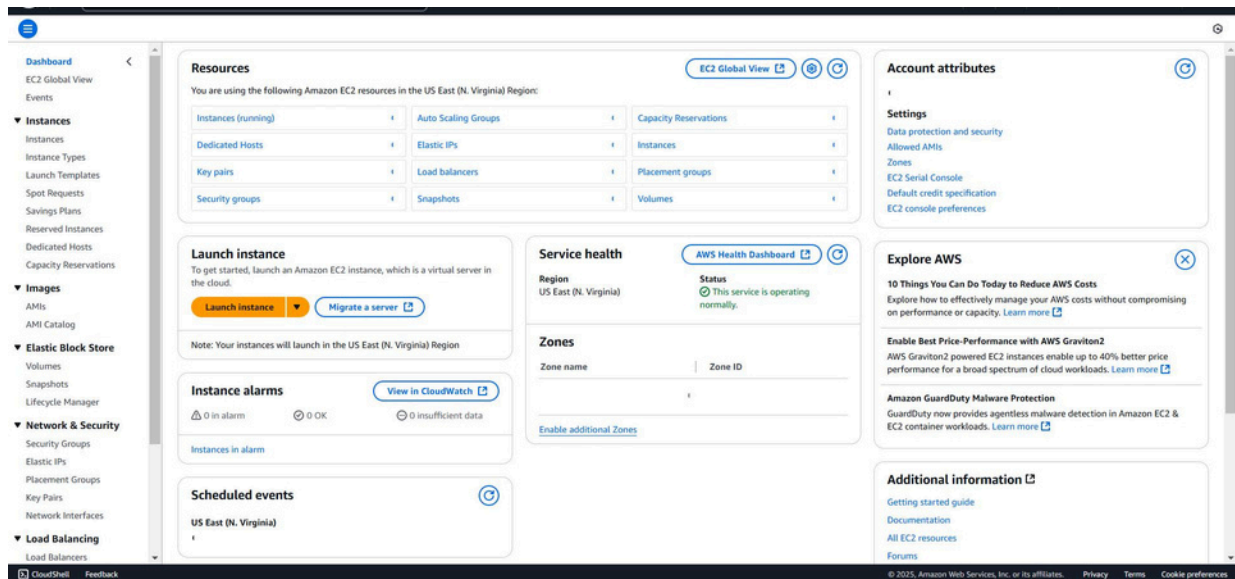 Dashboard
EC2 Global View
Events
Instances
Instances
Instance Types
Launch Templates
Spot Requests
Savings Plans
Reserved Instances
Dedicated Hosts
Capacity Reservations
Images
AMIs
AMI Catalog
Elastic Block Store
Volumes
Snapshots
Lifecycle Manager
Network & Security
Security Groups
Elastic IPs
Placement Groups
Key Pairs
Network Interfaces
Load Balancing
Load Balancers
Resources
EC2 Global View
You are using the following Amazon EC2 resources in the US East (N. Virginia) Region:
Instances (running)
Auto Scaling Groups
Capacity Reservations
Dedicated Hosts
Elastic IPs
Instances
Key pairs
Load balancers
Placement groups
Security groups
Snapshots
Volumes
Launch instance
To get started, launch an Amazon EC2 instance, which is a virtual server in
the cloud.
Launch instance
Migrate a server
Note: Your instances will launch in the US East (N. Virginia) Region
Instance alarms
View in CloudWatch
0 in alarm
0 OK
0 insufficient data
Instances in alarm
Scheduled events
US East (N. Virginia)
Service health
AWS Health Dashboard
Region
US East (N. Virginia)
Status
This service is operating
normally.
Zones
Zone name
Zone ID
Enable additional Zones
Account attributes
Settings
Data protection and security
Allowed AMIs
Zones
EC2 Serial Console
Default credit specification
EC2 console preferences
Explore AWS
10 Things You Can Do Today to Reduce AWS Costs
Explore how to effectively manage your AWS costs without compromising
on performance or capacity. Learn more
Enable Best Price-Performance with AWS Graviton2
AWS Graviton2 powered EC2 instances enable up to 40% better price
performance for a broad spectrum of cloud workloads. Learn more
Amazon GuardDuty Malware Protection
GuardDuty now provides agentless malware detection in Amazon EC2 &
EC2 container workloads. Learn more
Additional information
Getting started guide
Documentation
All EC2 resources
Forums
CloudShell Feedback
© 2025, Amazon Web Services, Inc. or its affiliates. Privacy Terms Cookie preferences